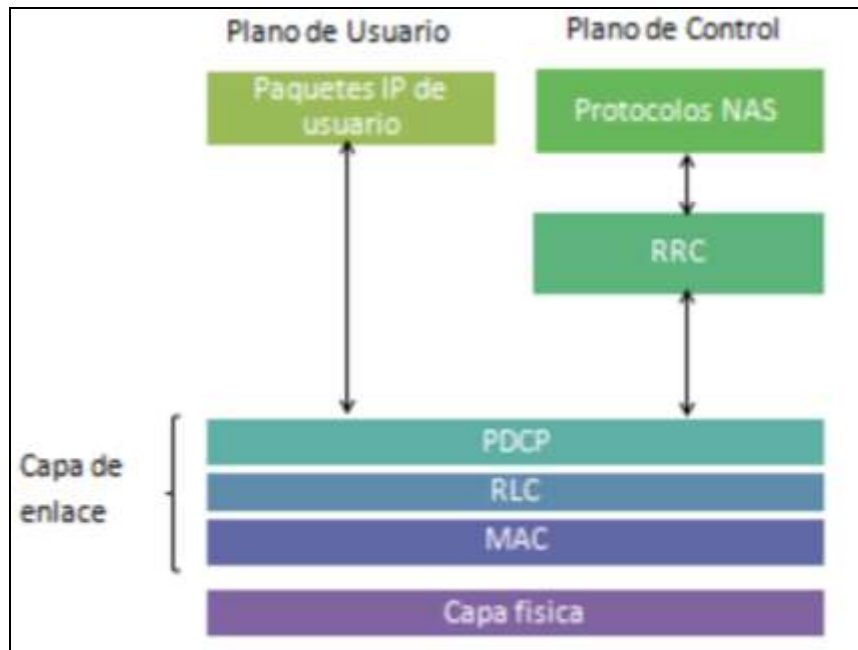 Plano de Usuario
Plano de Control
Paquetes IP de
usuario
Protocolos NAS
RRC
Capa de
enlace
PDCP
RLC
MAC
Capa fisica